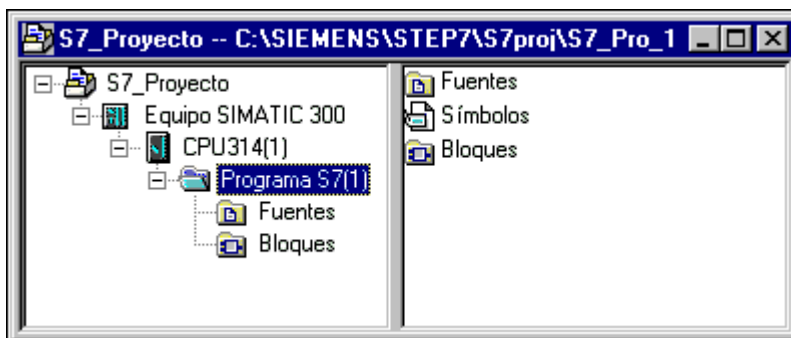 S7_Proyecto -- C:\SIEMENS\STEP7\S7proj\S7_Pro_1
S7_Proyecto
Equipo SIMATIC 300
CPU314(1)
Programa S7(1)
Fuentes
Bloques
Fuentes
Símbolos
Bloques